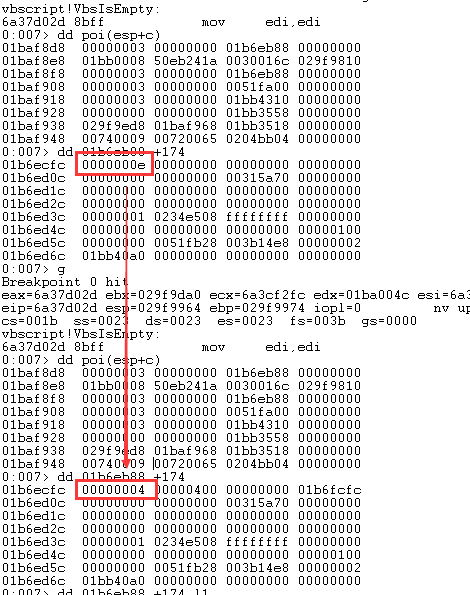 vbscript!VbsIsEmpty:
6a37d02d 8bff            mov     edi,edi
0:007> dd poi(esp+c)
01baf8d8  00000003 00000000 01b6eb88 00000000
01baf8e8  01bb0008 50eb241a 0030016c 029f9810
01baf8f8  00000003 00000000 01b6eb88 00000000
01baf908  00000003 00000000 0051fa00 00000000
01baf918  00000003 00000000 01bb4310 00000000
01baf928  00000000 00000000 01bb3558 00000000
01baf938  029f9ed8 01baf968 01bb3518 00000000
01baf948  00740009 00720065 0204bb04 00000000
0:007> dd 01b6eb88 +174
01b6ecfc  0000000e 00000000 00000000 00000000
01b6ed0c  00000000 00000000 00315a70 00000000
01b6ed1c  00000000 00000000 00000000 00000000
01b6ed2c  00000000 00000000 00000000 00000000
01b6ed3c  00000001 0234e508 ffffffff 00000000
01b6ed4c  00000000 00000000 00000000 00000100
01b6ed5c  00000000 0051fb28 003b14e8 00000002
01b6ed6c  01bb40a0 00000000 00000000 00000000
0:007> g
Breakpoint 0 hit
eax=6a37d02d ebx=029f9da0 ecx=6a3cf2fc edx=01ba004c esi=6a3
eip=6a37d02d esp=029f9964 ebp=029f9974 iopl=0         nv up
cs=001b  ss=0023  ds=0023  es=0023  fs=003b  gs=0000
vbscript!VbsIsEmpty:
6a37d02d 8bff            mov     edi,edi
0:007> dd poi(esp+c)
01baf8d8  00000003 00000000 01b6eb88 00000000
01baf8e8  01bb0008 50eb241a 0030016c 029f9810
01baf8f8  00000003 00000000 01b6eb88 00000000
01baf908  00000003 00000000 0051fa00 00000000
01baf918  00000003 00000000 01bb4310 00000000
01baf928  00000000 00000000 01bb3558 00000000
01baf938  029f9ed8 01baf968 01bb3518 00000000
01baf948  00740009 00720065 0204bb04 00000000
0:007> dd 01b6eb88 +174
01b6ecfc  00000004 00000400 00000000 01b6fcfc
01b6ed0c  00000000 00000000 00315a70 00000000
01b6ed1c  00000000 00000000 00000000 00000000
01b6ed2c  00000000 00000000 00000000 00000000
01b6ed3c  00000001 0234e508 ffffffff 00000000
01b6ed4c  00000000 00000000 00000000 00000100
01b6ed5c  00000000 0051fb28 003b14e8 00000002
01b6ed6c  01bb40a0 00000000 00000000 00000000
0:007> dd 01b6eb88 +174 l1